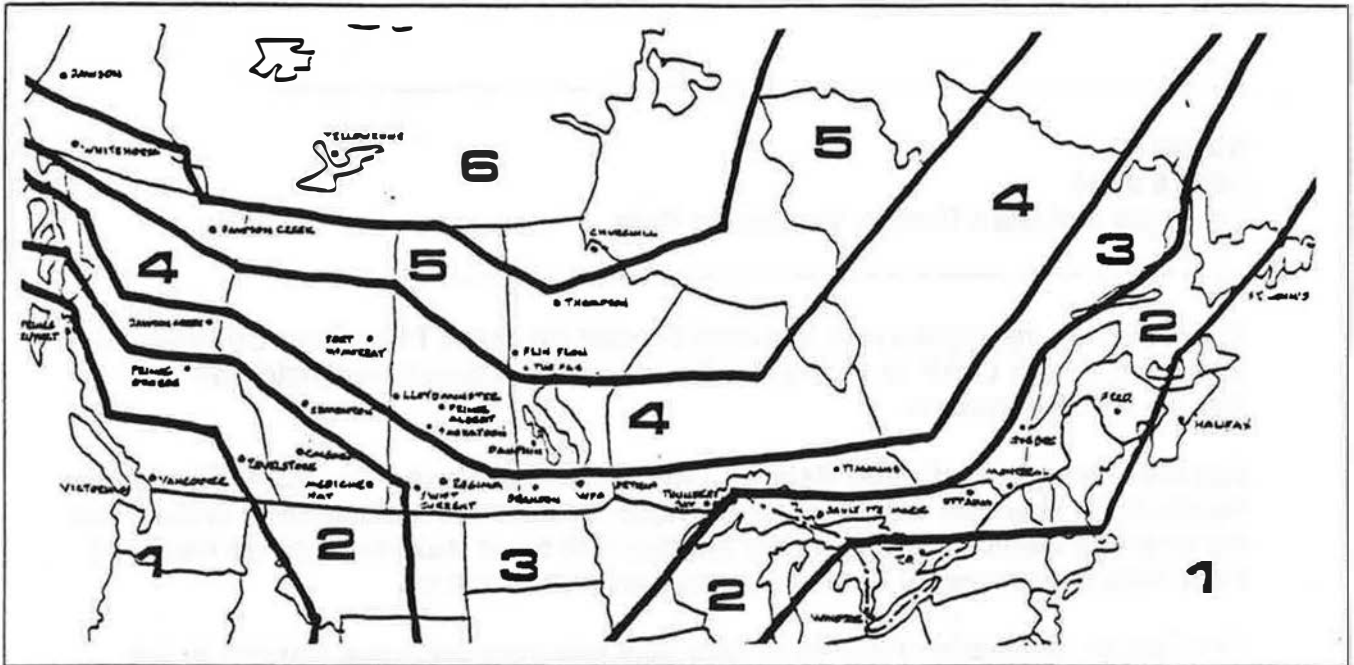 DAWSON
WHITEHORSE
YELLOWKNIFE
6
5
4
3
2
1
DAWSON CREEK
CHURCHILL
4
5
THOMPSON
ST. JOHN'S
PRINCE
RUPERT
DAWSON CREEK
FORT
MCMURRAY
FLIN FLON
THE PAS
PRINCE
GEORGE
EDMONTON
LLOYDMINSTER
PRINCE
ALBERT
SASKATOON
DAUPHIN
4
QUEBEC
HALIFAX
REVELSTOKE
CALGARY
TIMMINS
MONTREAL
VICTORIA
VANCOUVER
MEDICINE
HAT
SWIFT
CURRENT
REGINA
BRANDON
WPG
THUNDER
BAY
OTTAWA
SAULT STE MARIE
1
2
3
2
WINDSOR